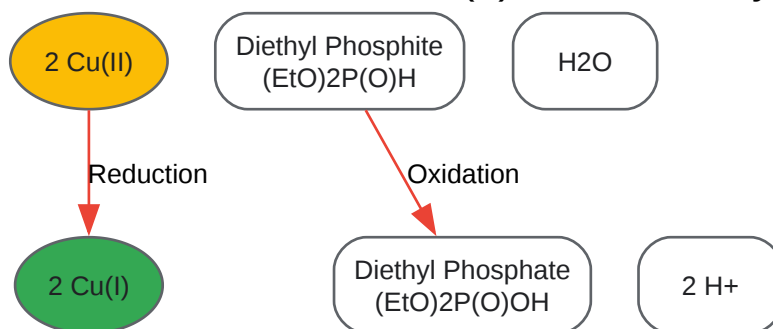 2 Cu(II)
Diethyl Phosphite
(EtO)2P(O)H
H2O
Reduction
Oxidation
2 Cu(I)
Diethyl Phosphate
(EtO)2P(O)OH
2 H+